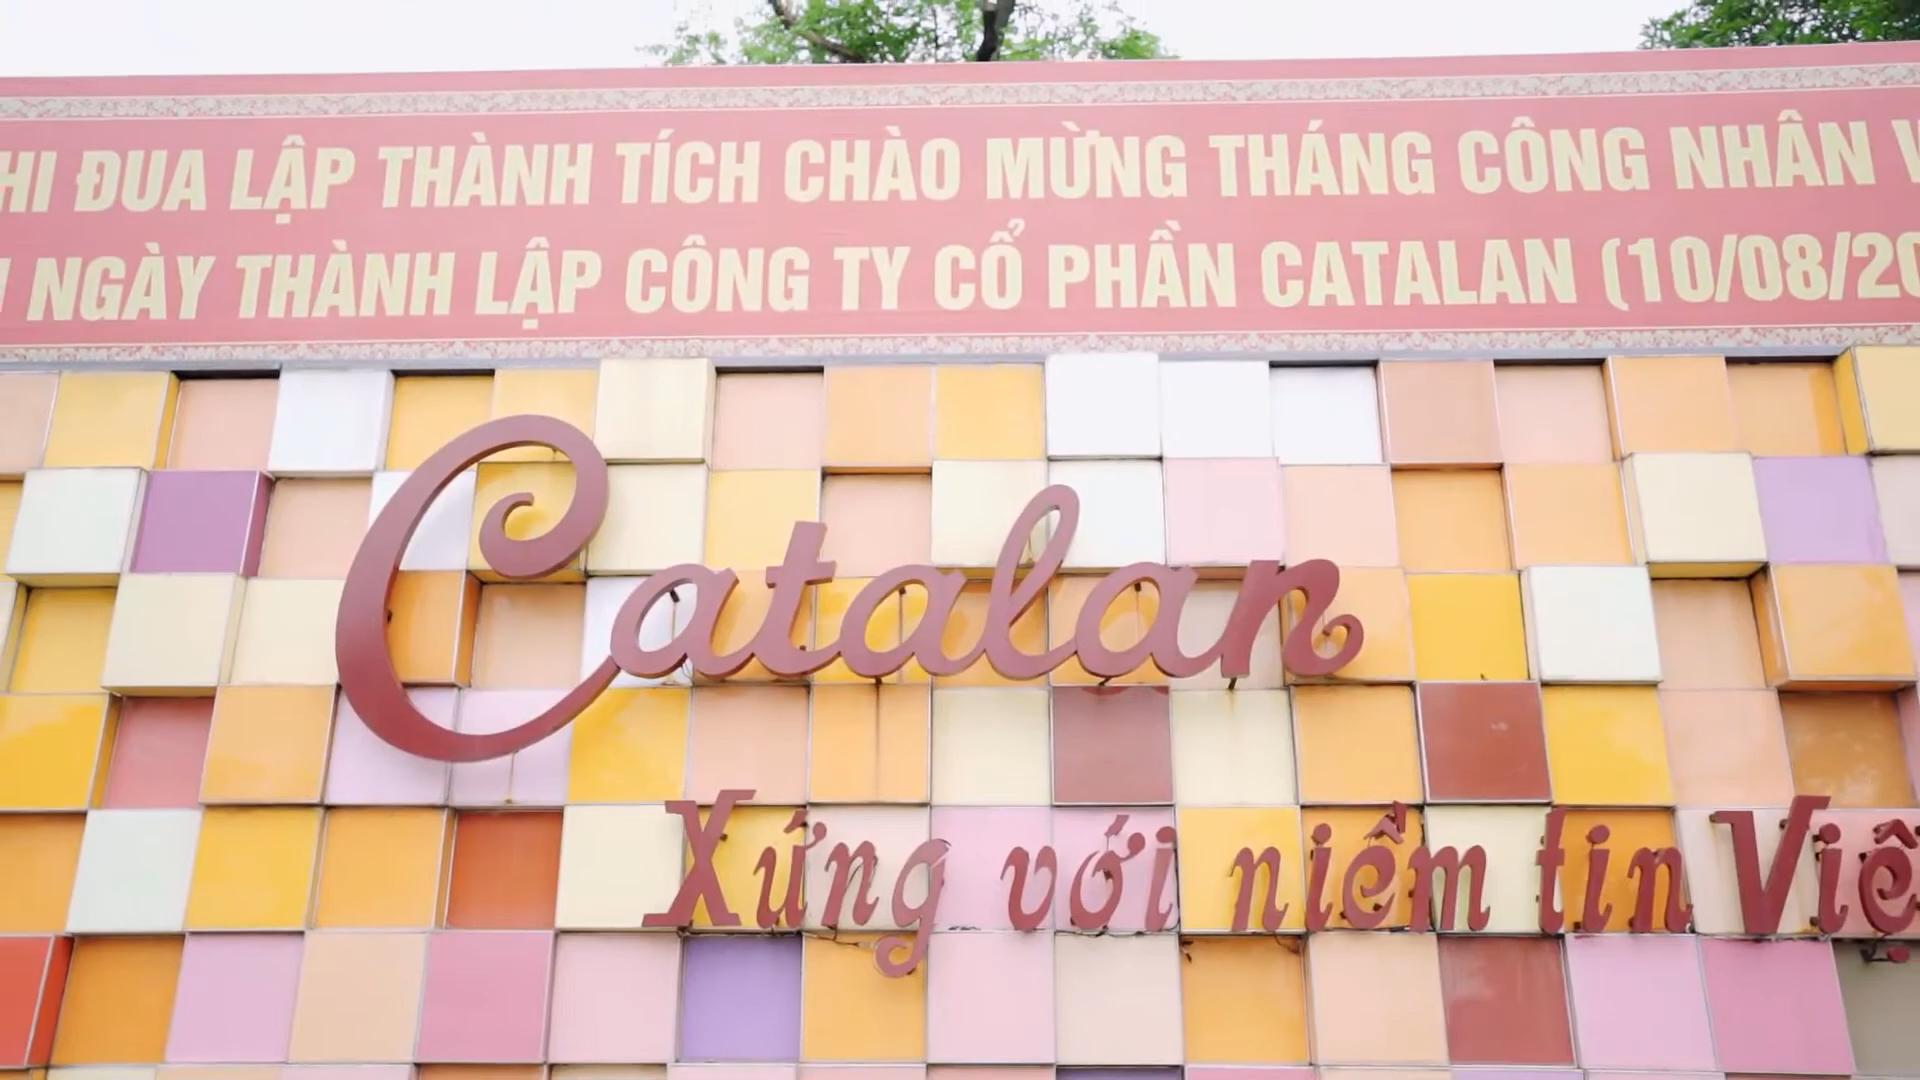 HI ĐUA LẬP THÀNH TÍCH CHÀO MỪNG THÁNG CÔNG NHÂN
NGÀY THÀNH LẬP CÔNG TY CỔ PHẦN CATALAN (10/08/20
Catalan
Xứng với niềm tin Việ